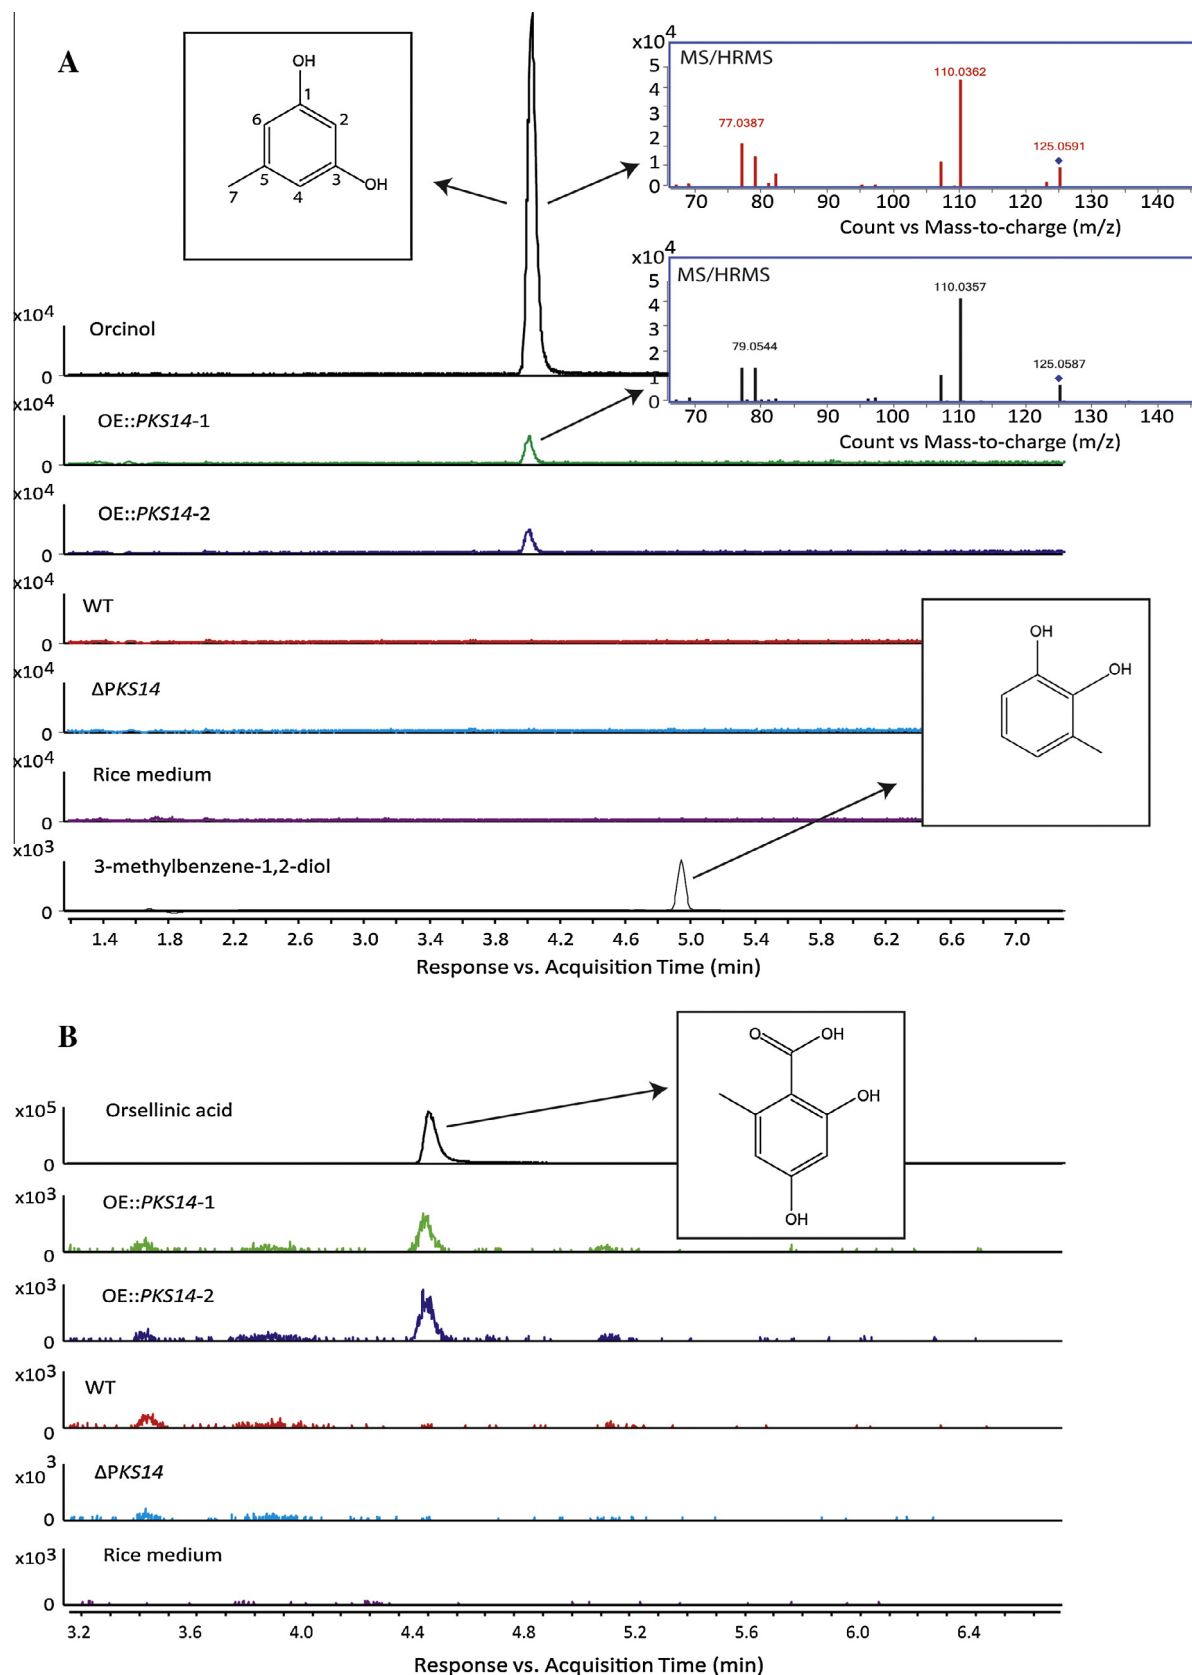 A
OH
1
6
2
5
3
7
4
OH
x10^4
MS/HRMS
5
4
3
2
1
0
110.0362
77.0387
125.0591
70 80 90 100 110 120 130 140
Count vs Mass-to-charge (m/z)
x10^4
MS/HRMS
5
4
3
2
1
0
110.0357
79.0544
125.0587
70 80 90 100 110 120 130 140
Count vs Mass-to-charge (m/z)
x10^4
Orcinol
0
x10^4
OE::PKS14-1
0
x10^4
OE::PKS14-2
0
x10^4
WT
0
x10^4
ΔPKS14
0
x10^4
Rice medium
0
OH
OH
x10^3
3-methylbenzene-1,2-diol
0
1.4 1.8 2.2 2.6 3.0 3.4 3.8 4.2 4.6 5.0 5.4 5.8 6.2 6.6 7.0
Response vs. Acquisition Time (min)
B
O
OH
OH
OH
x10^5
Orsellinic acid
0
x10^3
OE::PKS14-1
0
x10^3
OE::PKS14-2
0
x10^3
WT
0
x10^3
ΔPKS14
0
x10^3
Rice medium
0
3.2 3.6 4.0 4.4 4.8 5.2 5.6 6.0 6.4
Response vs. Acquisition Time (min)